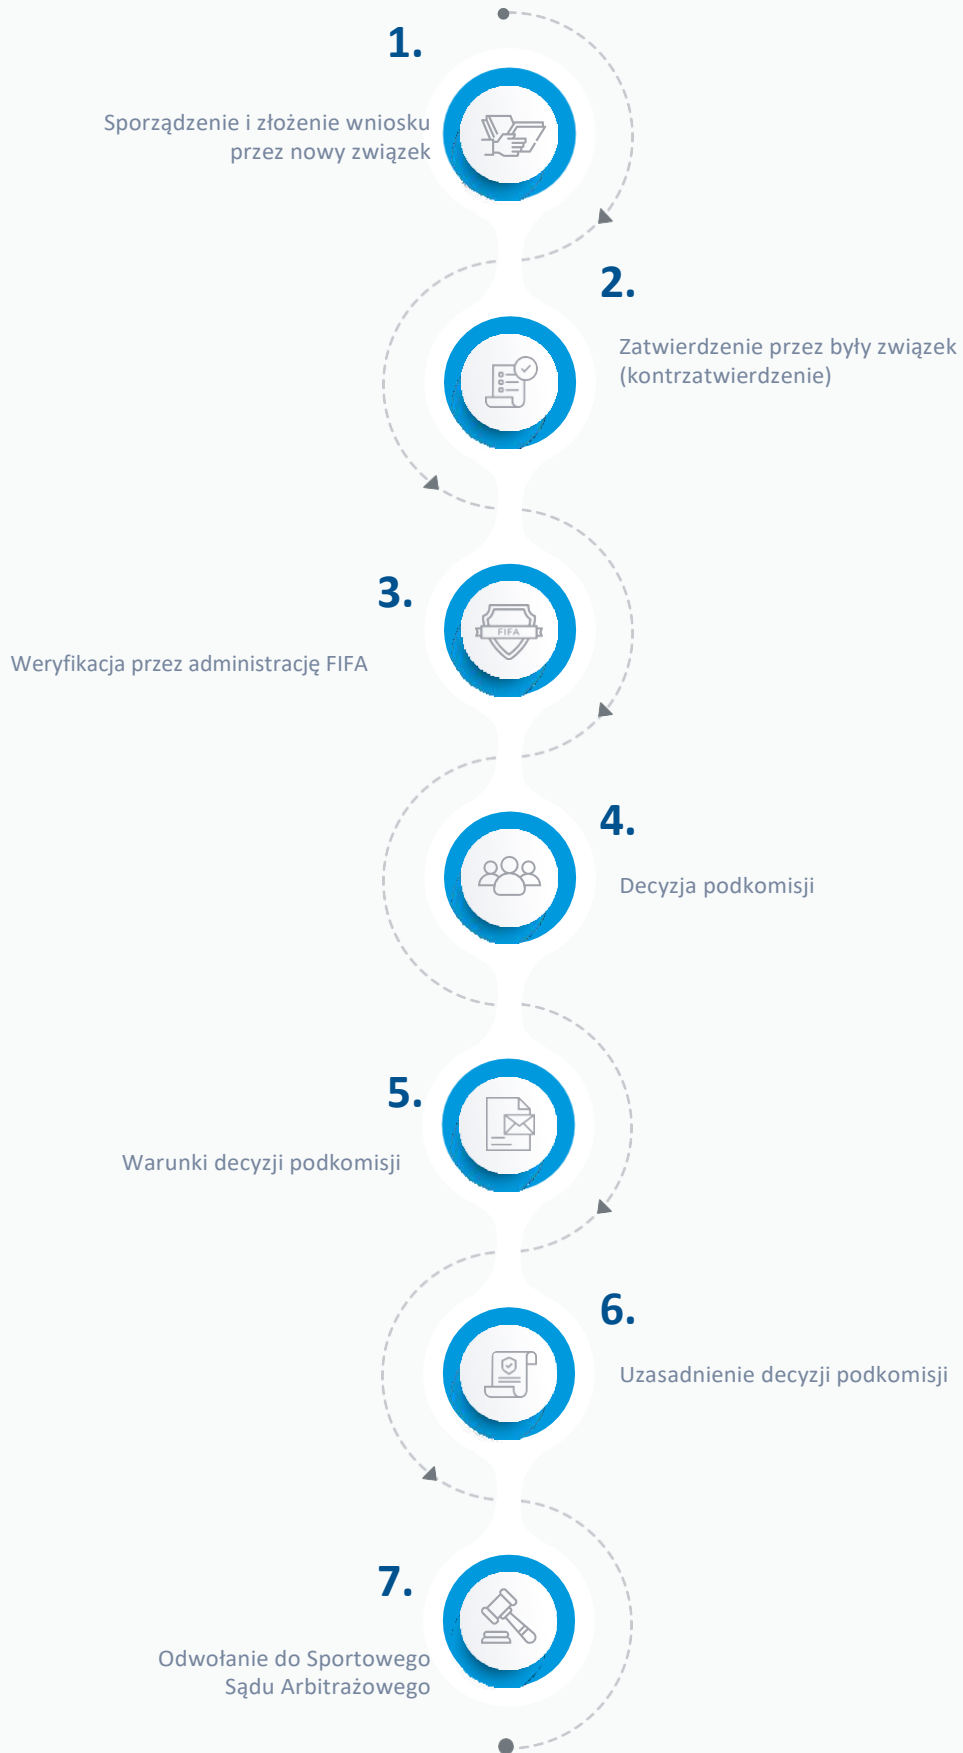 1.
Sporządzenie i złożenie wniosku
przez nowy związek
2.
Zatwierdzenie przez były związek
(kontrzatwierdzenie)
3.
FIFA
Weryfikacja przez administrację FIFA
4.
Decyzja podkomisji
5.
Warunki decyzji podkomisji
6.
Uzasadnienie decyzji podkomisji
7.
Odwołanie do Sportowego
Sądu Arbitrażowego